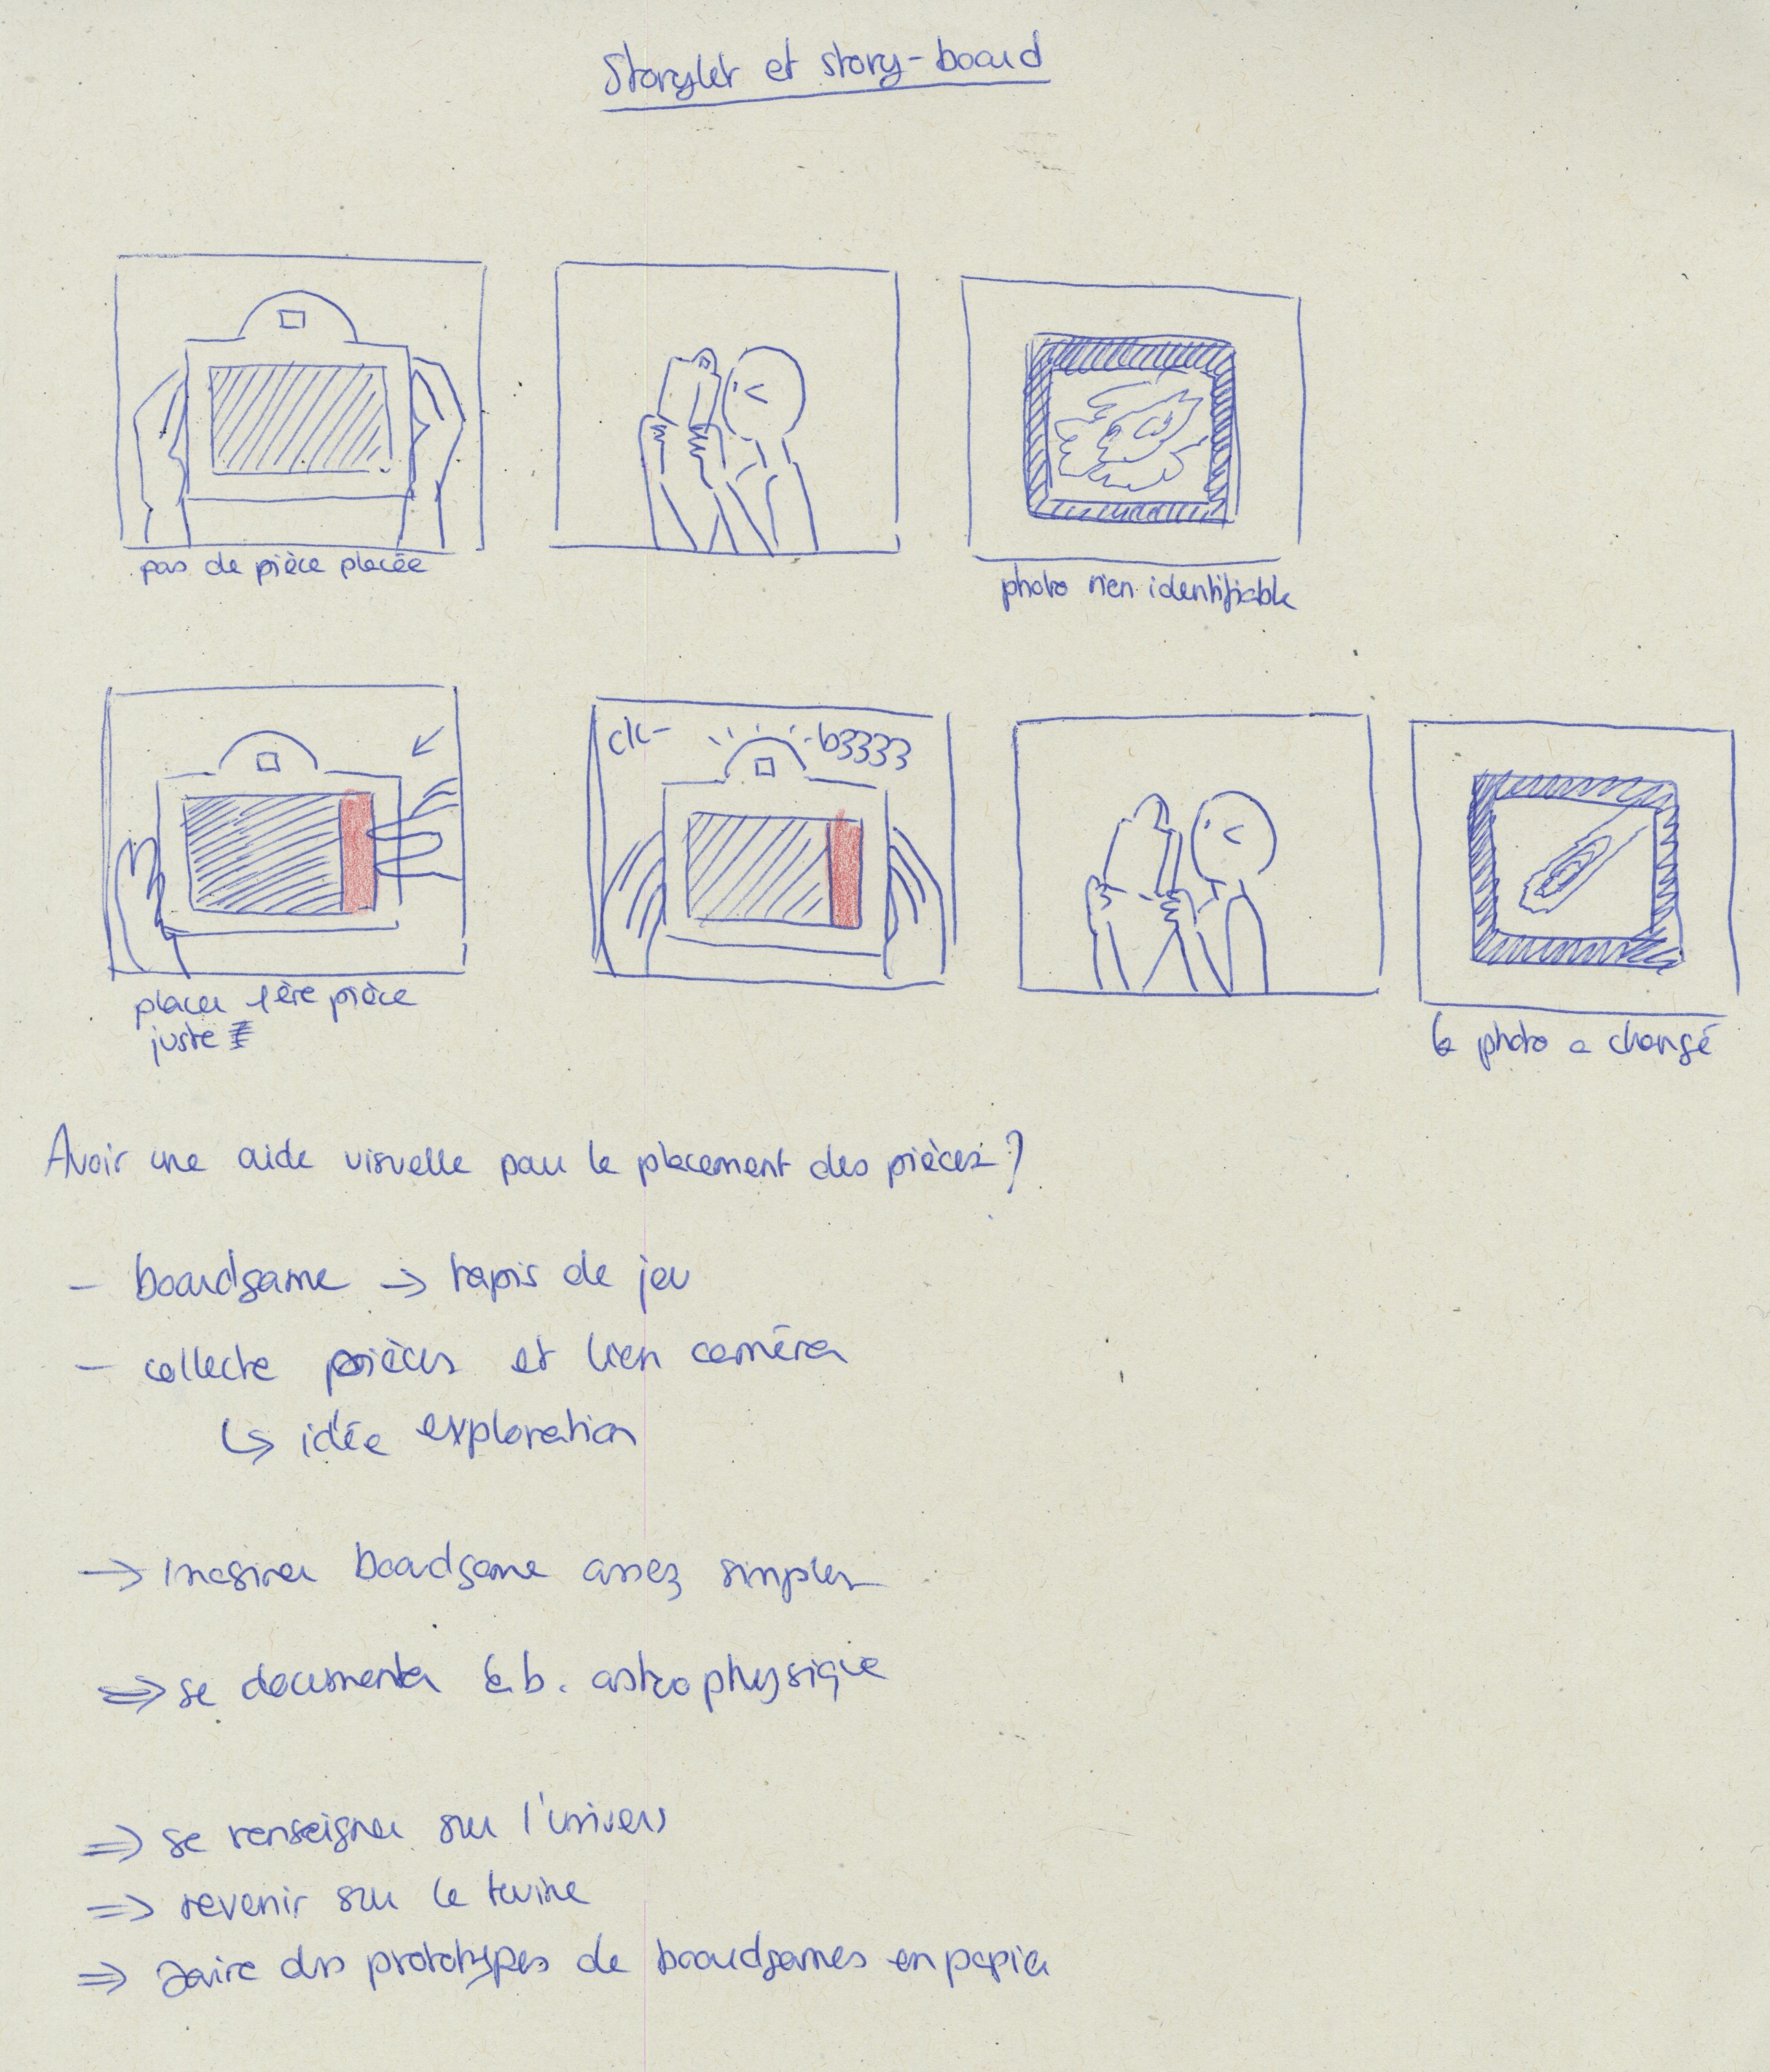 Storylet et story-board
pas de pièce placée
photo rien identifiable
clc-
-b3333
placer 1ère pièce
juste
la photo a changé
Avoir une aide visuelle pour le placement des pièces?
- boardgame → tapis de jeu
- collecte pièces et lien caméra
↳ idée exploration
→ imaginer boardgame assez simples
⇒ se documenter astrophysique
⇒ se renseigner sur l'univers
⇒ revenir sur le twine
⇒ faire des prototypes de boardgames en papier